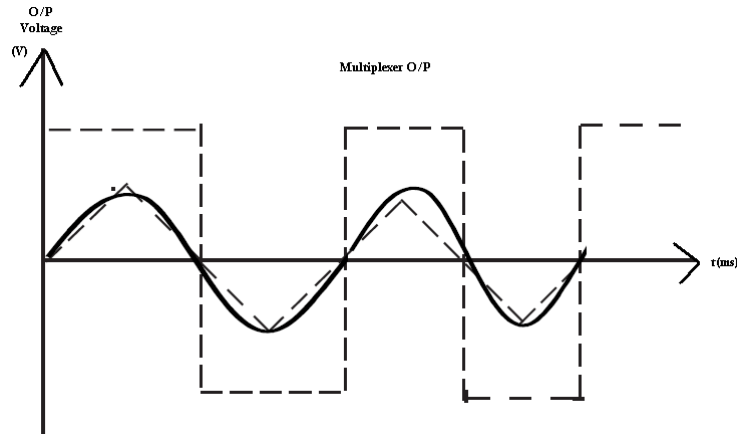 O/P
Voltage
(V)
Multiplexer O/P
t(ms)